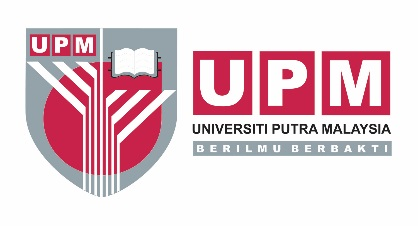 UPM
UPM
UNIVERSITI PUTRA MALAYSIA
BERILMU BERBAKTI